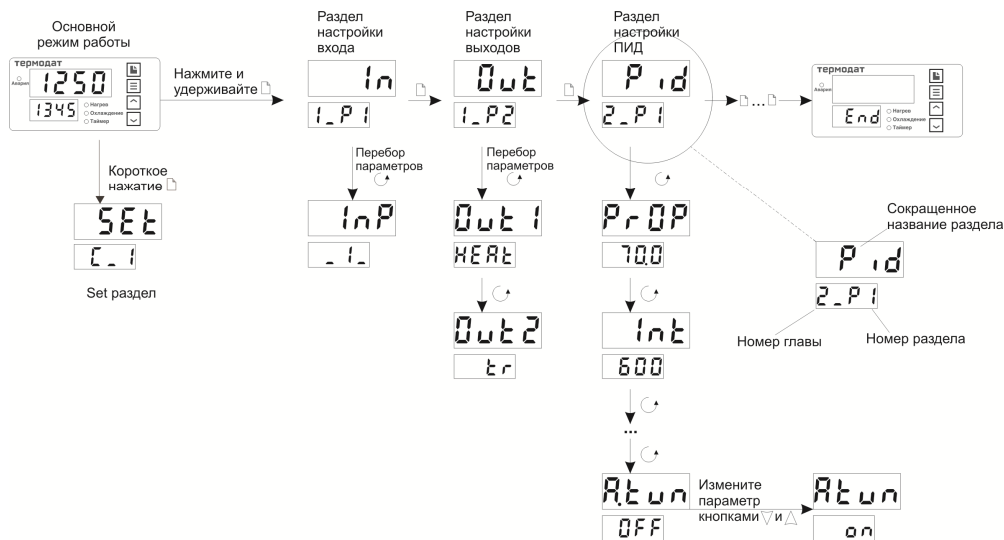 Основной
режим работы
термодат
Авария
1250
1345
Нагрев
Охлаждение
Таймер
Нажмите и
удерживайте
Короткое
нажатие
SEt
C_1
Set раздел
Раздел
настройки
входа
In
1_P1
Перебор
параметров
InP
_1_
Раздел
настройки
выходов
Out
1_P2
Перебор
параметров
Out1
HEAt
Out2
tr
Раздел
настройки
ПИД
Pid
2_P1
PrOP
70.0
Int
600
...
A.tun
OFF
Измените
параметр
кнопками и
Atun
on
...
термодат
Авария
End
Нагрев
Охлаждение
Таймер
Сокращенное
название раздела
Pid
2_P1
Номер главы
Номер раздела